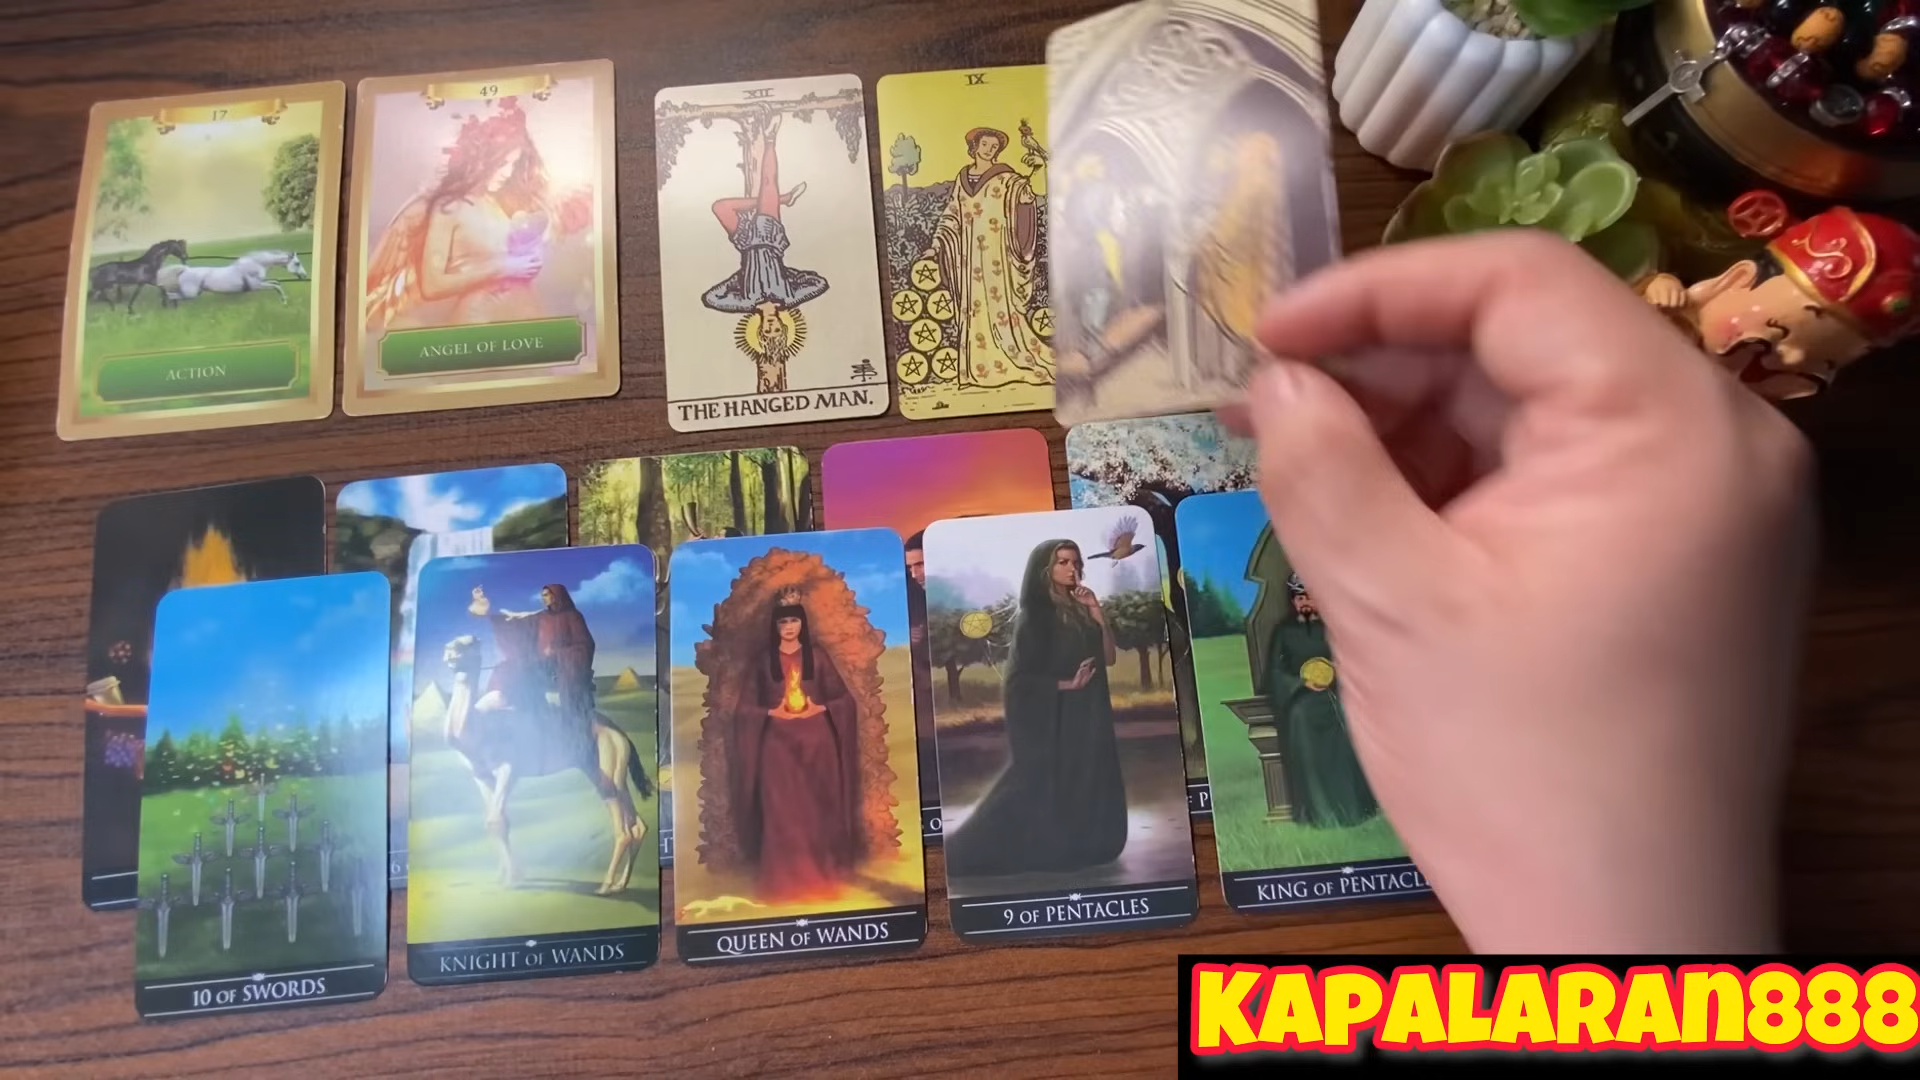 17
49
XII
IX
ACTION
ANGEL OF LOVE
THE HANGED MAN.
10 OF SWORDS
KNIGHT OF WANDS
QUEEN OF WANDS
9 OF PENTACLES
KING OF PENTACLE
KAPALARAN888